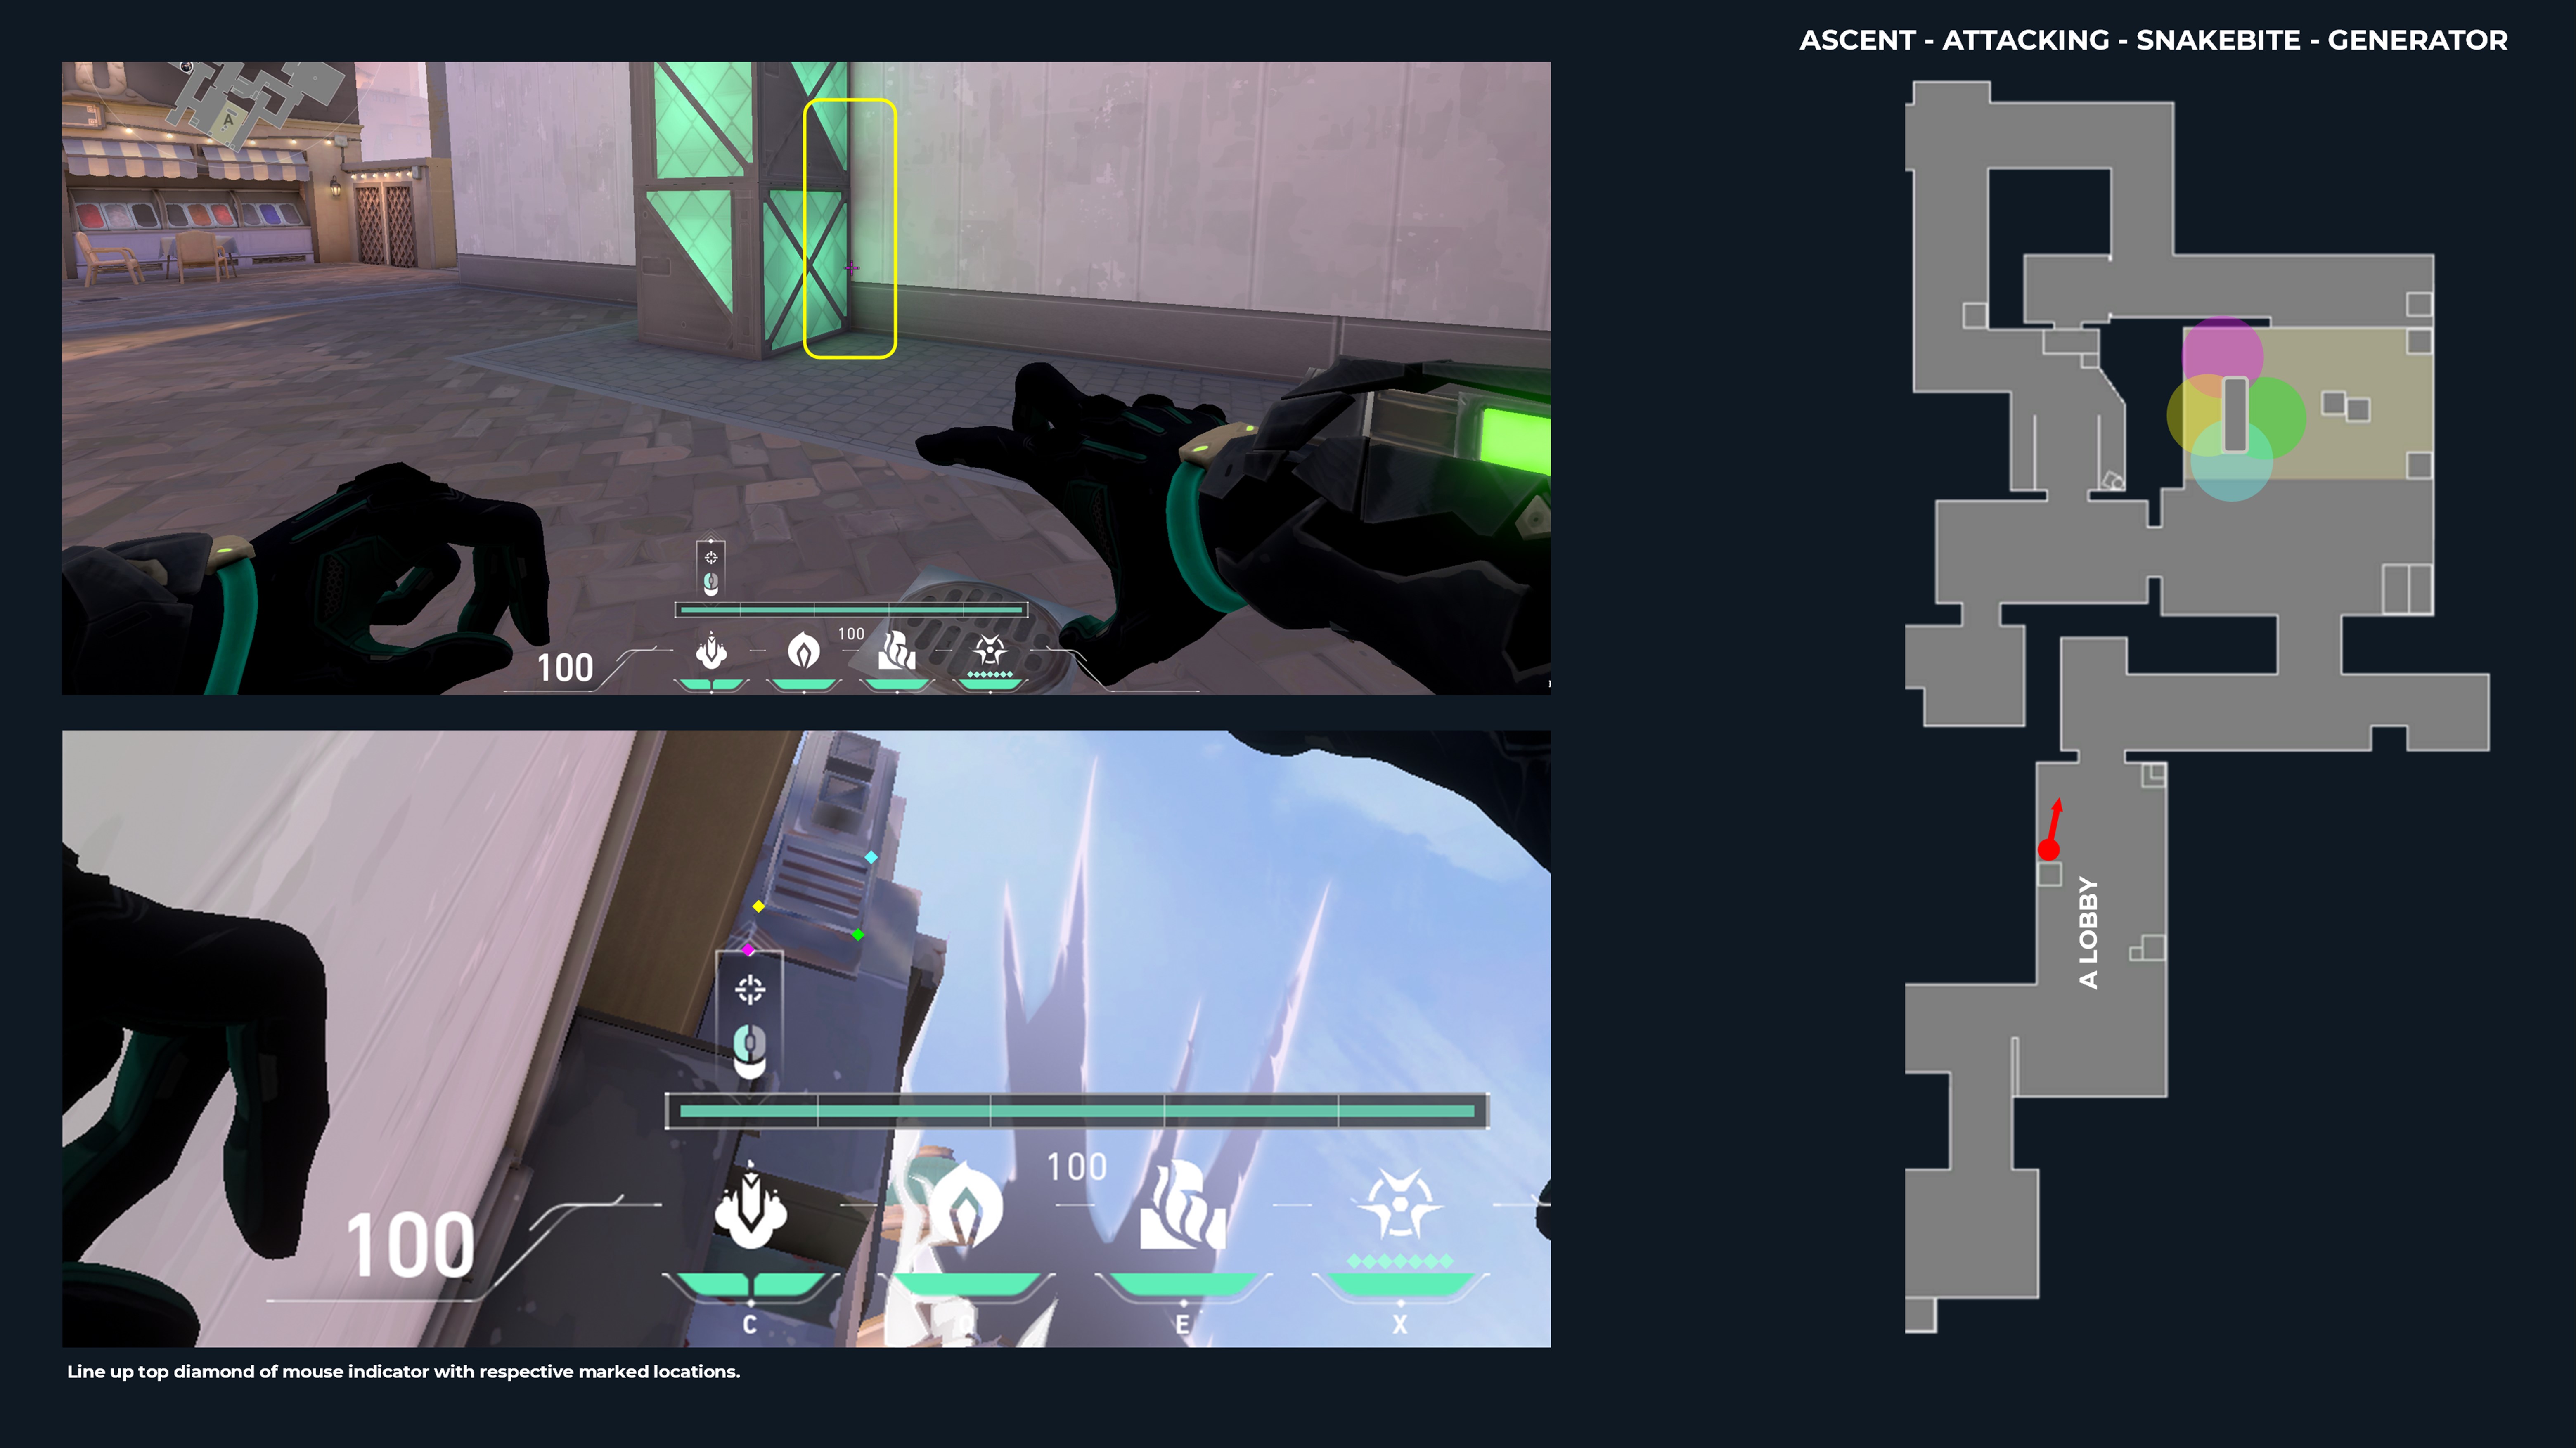 ASCENT - ATTACKING - SNAKEBITE - GENERATOR
A
100
100
100
100
C
E
X
Line up top diamond of mouse indicator with respective marked locations.
A LOBBY